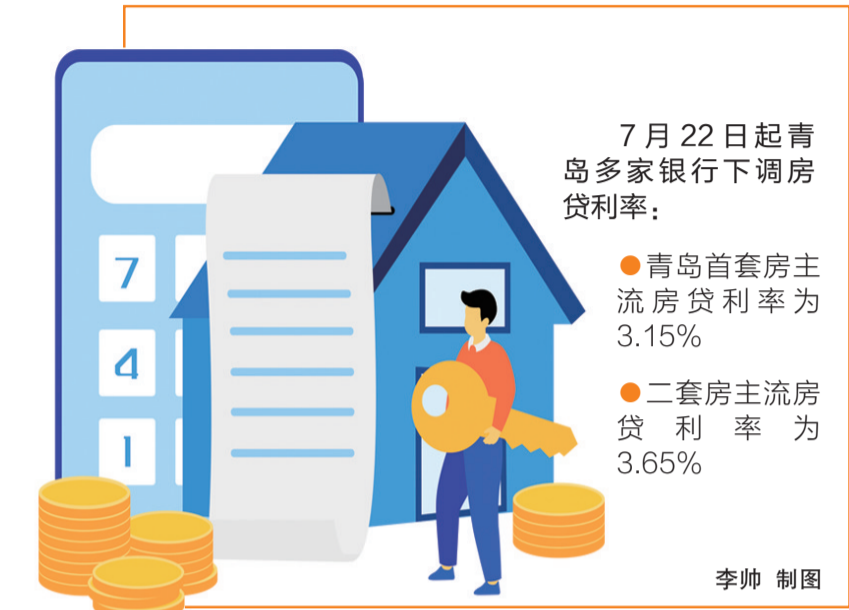 7
4
1
7月22日起青
岛多家银行下调房
贷利率：
●青岛首套房主
流房贷利率为
3.15%
●二套房主流房
贷利率为
3.65%
李帅 制图